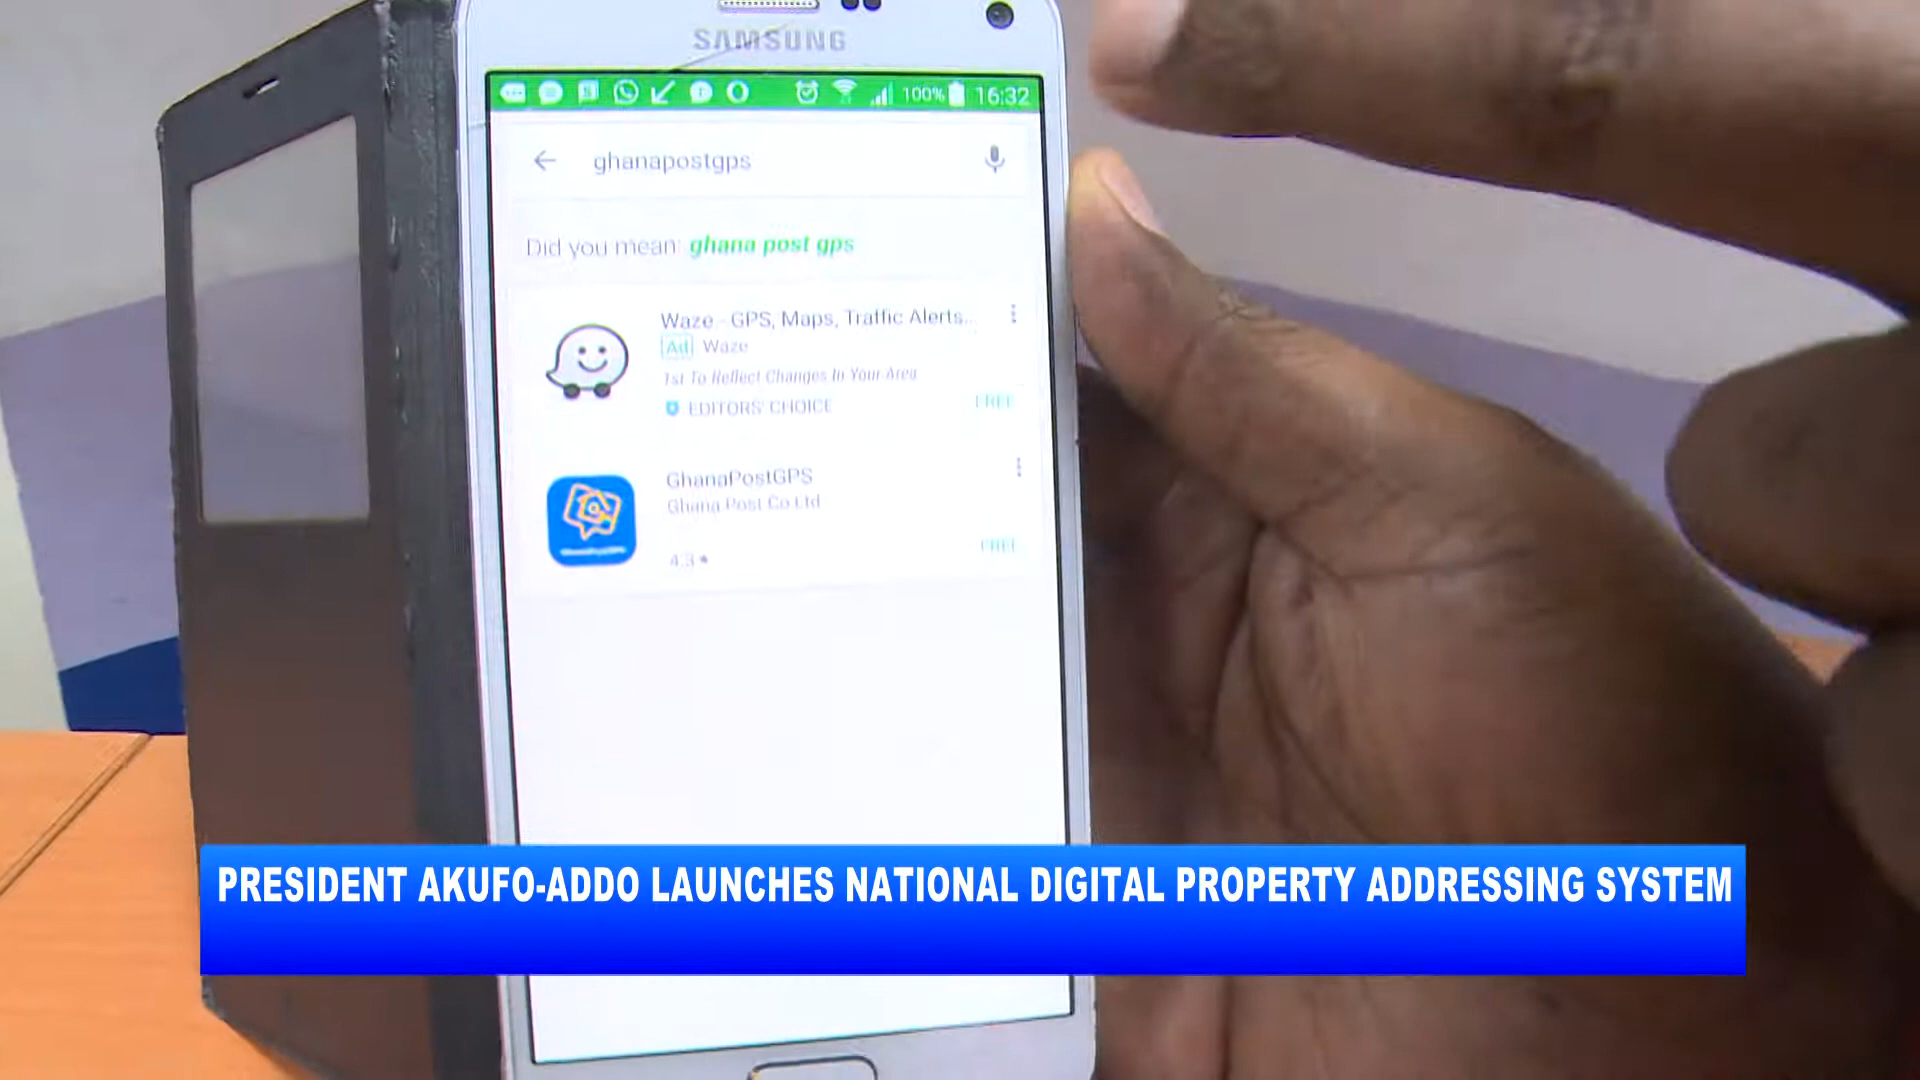 SAMSUNG
100% 16:32
ghanapostgps
Did you mean: ghana post gps
Waze - GPS, Maps, Traffic Alerts...
Ad Waze
1st To Reflect Changes In Your Area
EDITORS' CHOICE FREE
GhanaPostGPS
Ghana Post Co Ltd
4.3 FREE
PRESIDENT AKUFO-ADDO LAUNCHES NATIONAL DIGITAL PROPERTY ADDRESSING SYSTEM